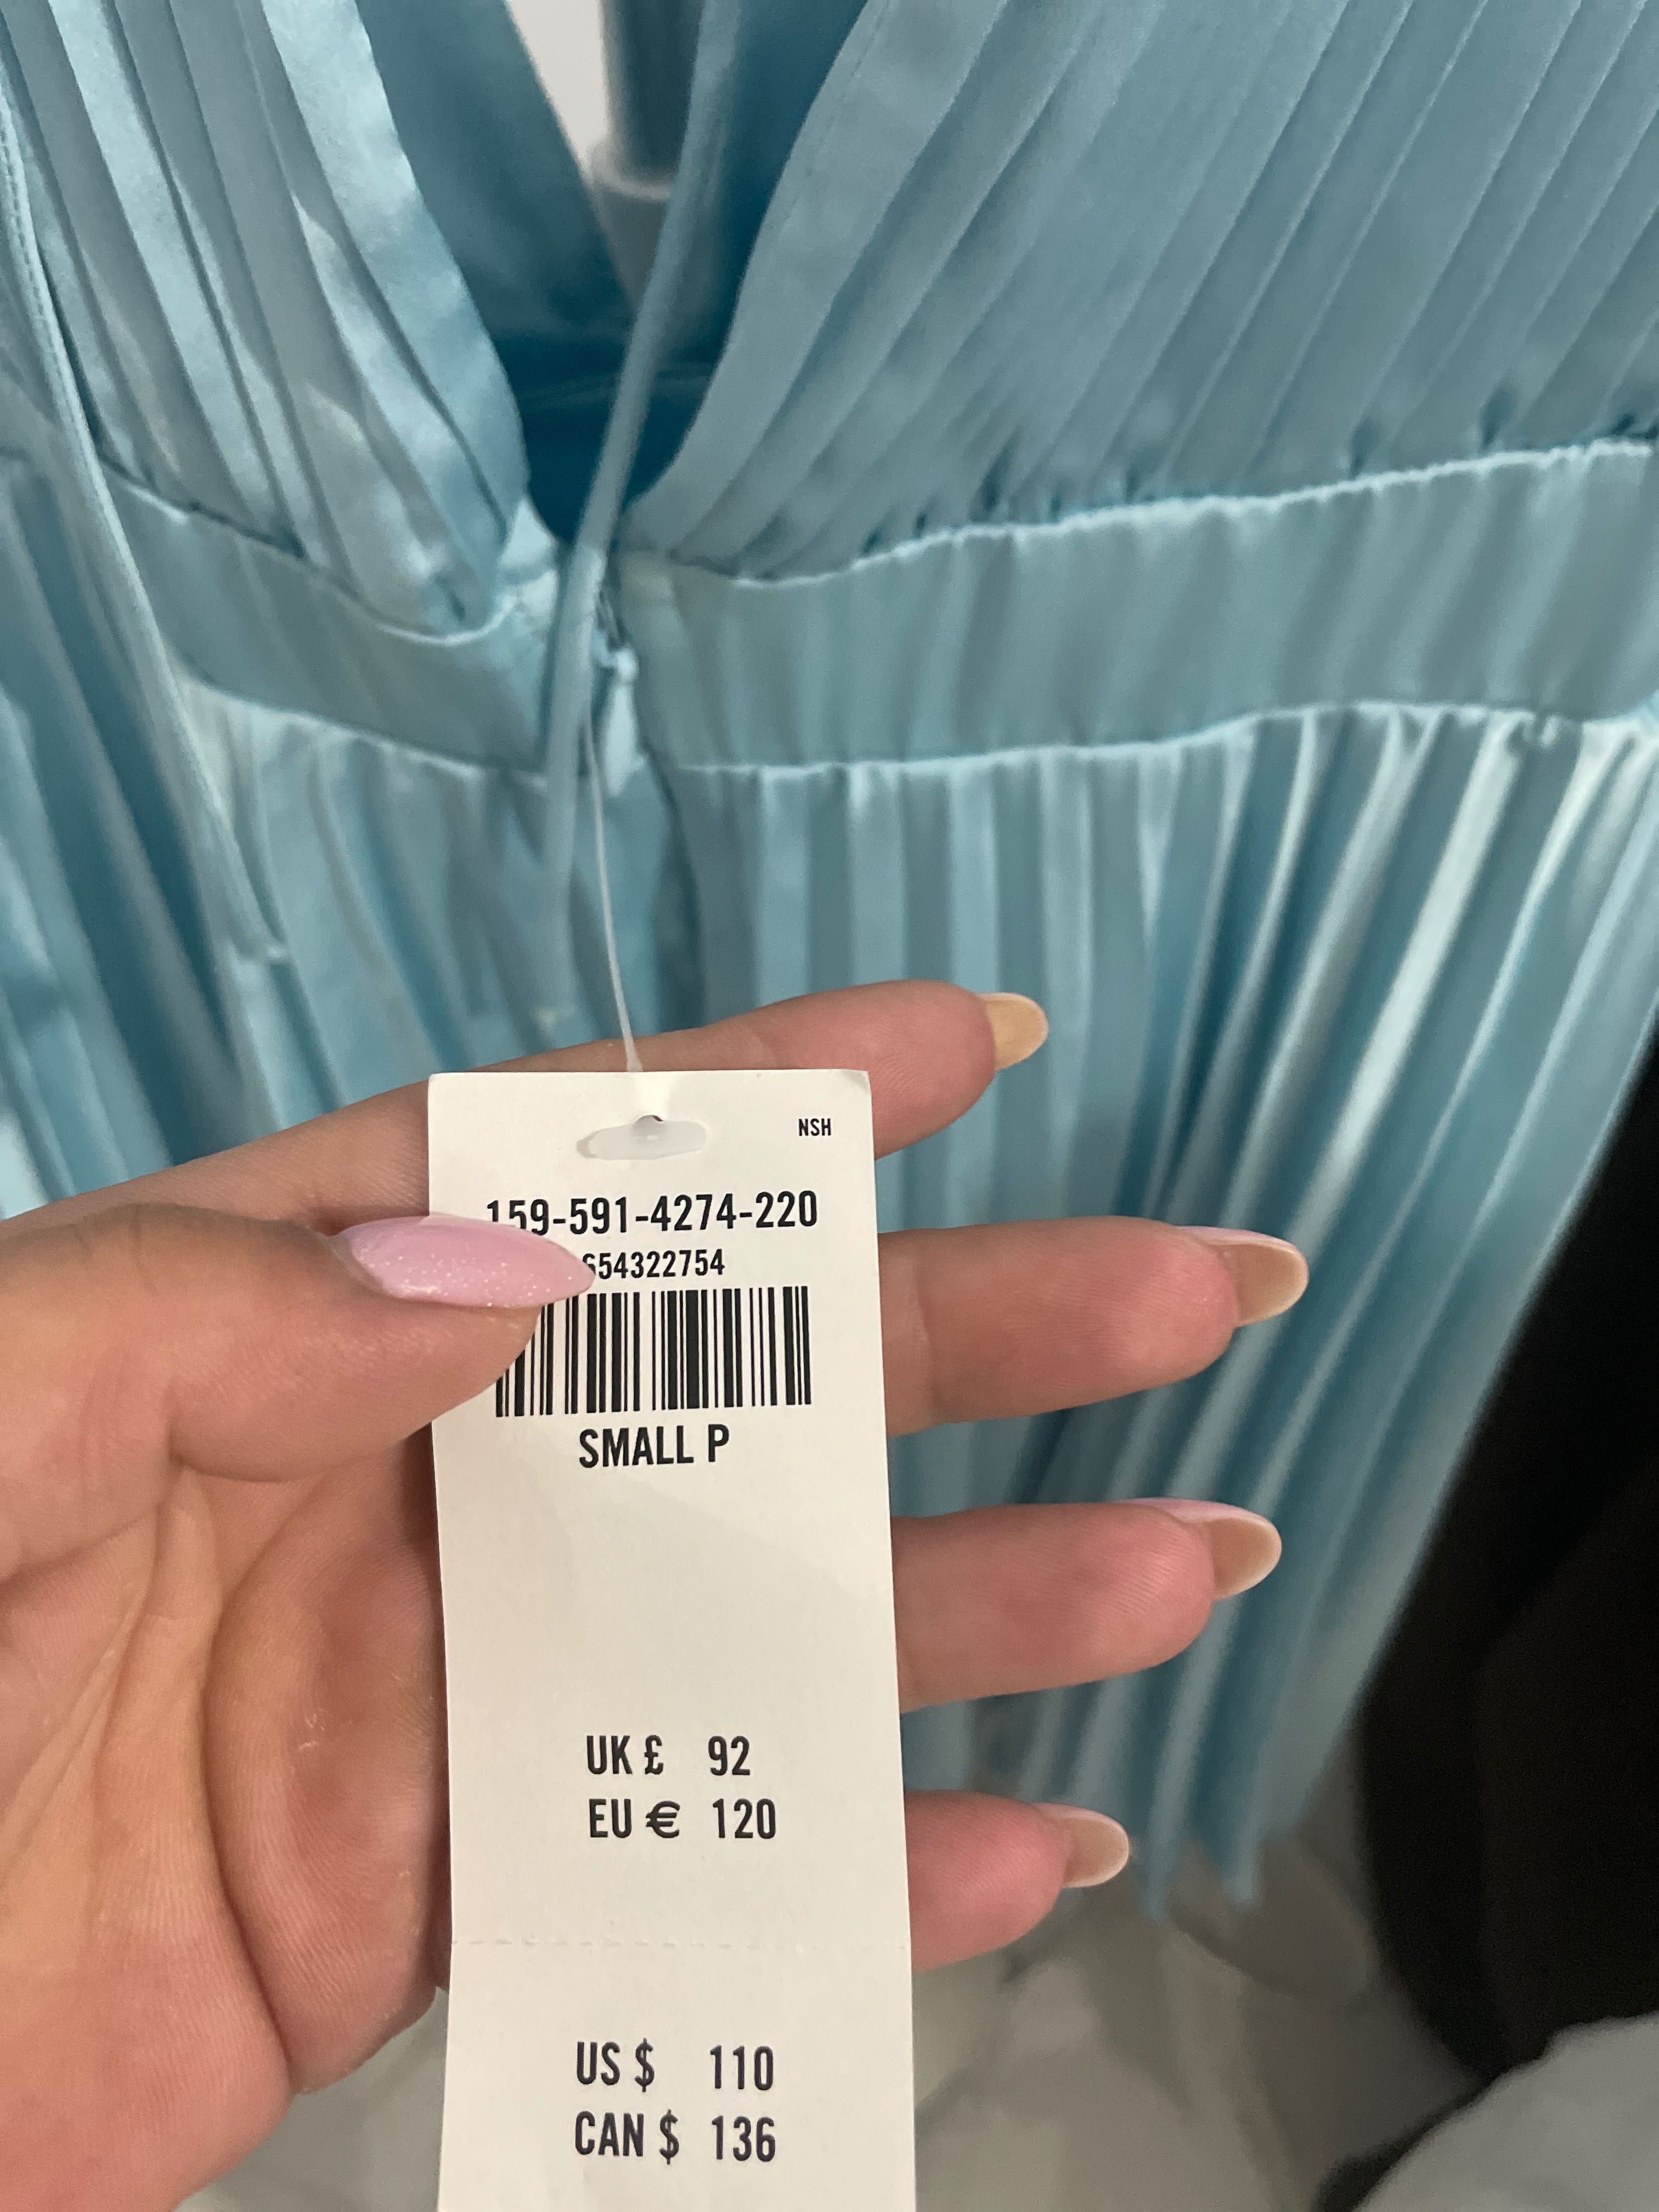 NSH
159-591-4274-220
654322754
SMALL P
UK £ 92
EU € 120
US $ 110
CAN $ 136